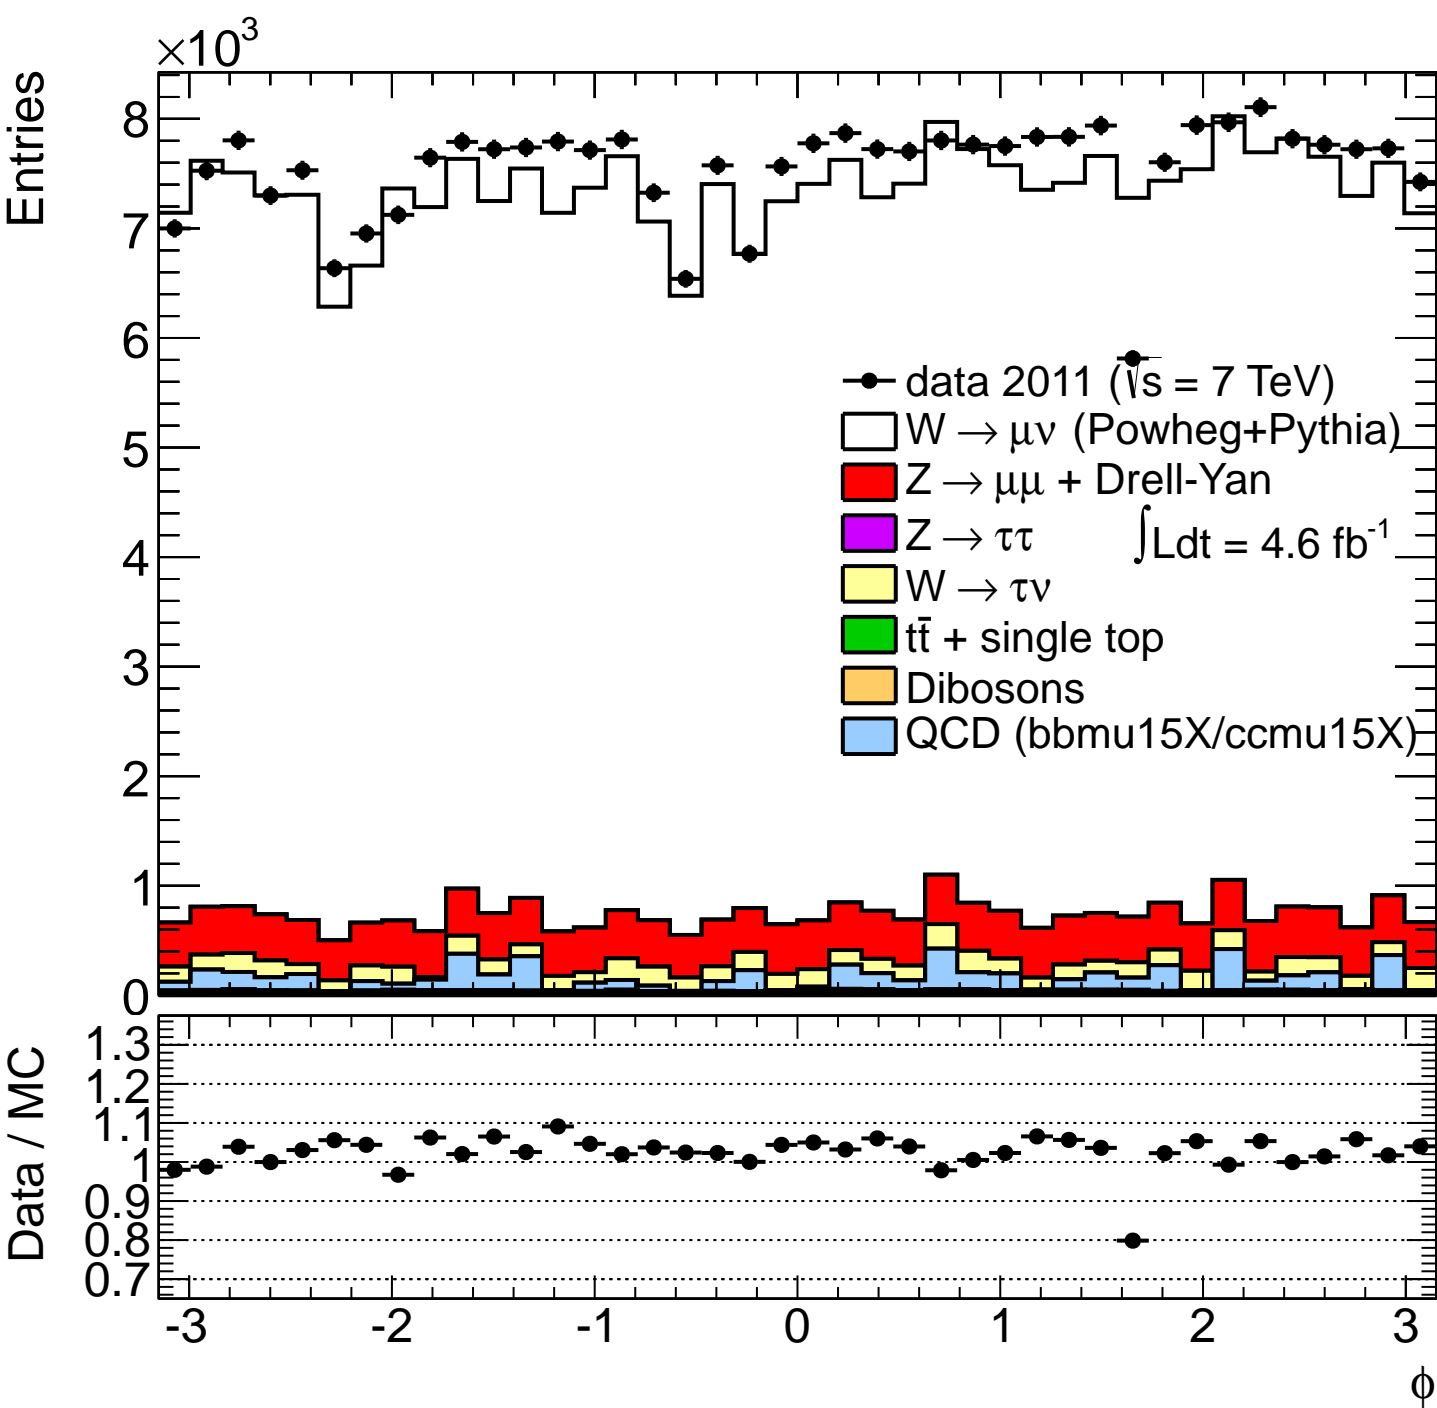 ×10³
Entries
8
7
6
5
4
3
2
1
0
data 2011 (√s = 7 TeV)
W → μν (Powheg+Pythia)
Z → μμ + Drell-Yan
Z → ττ
∫Ldt = 4.6 fb⁻¹
W → τν
tt̄ + single top
Dibosons
QCD (bbmu15X/ccmu15X)
Data / MC
1.3
1.2
1.1
1
0.9
0.8
0.7
-3 -2 -1 0 1 2 3
ϕ